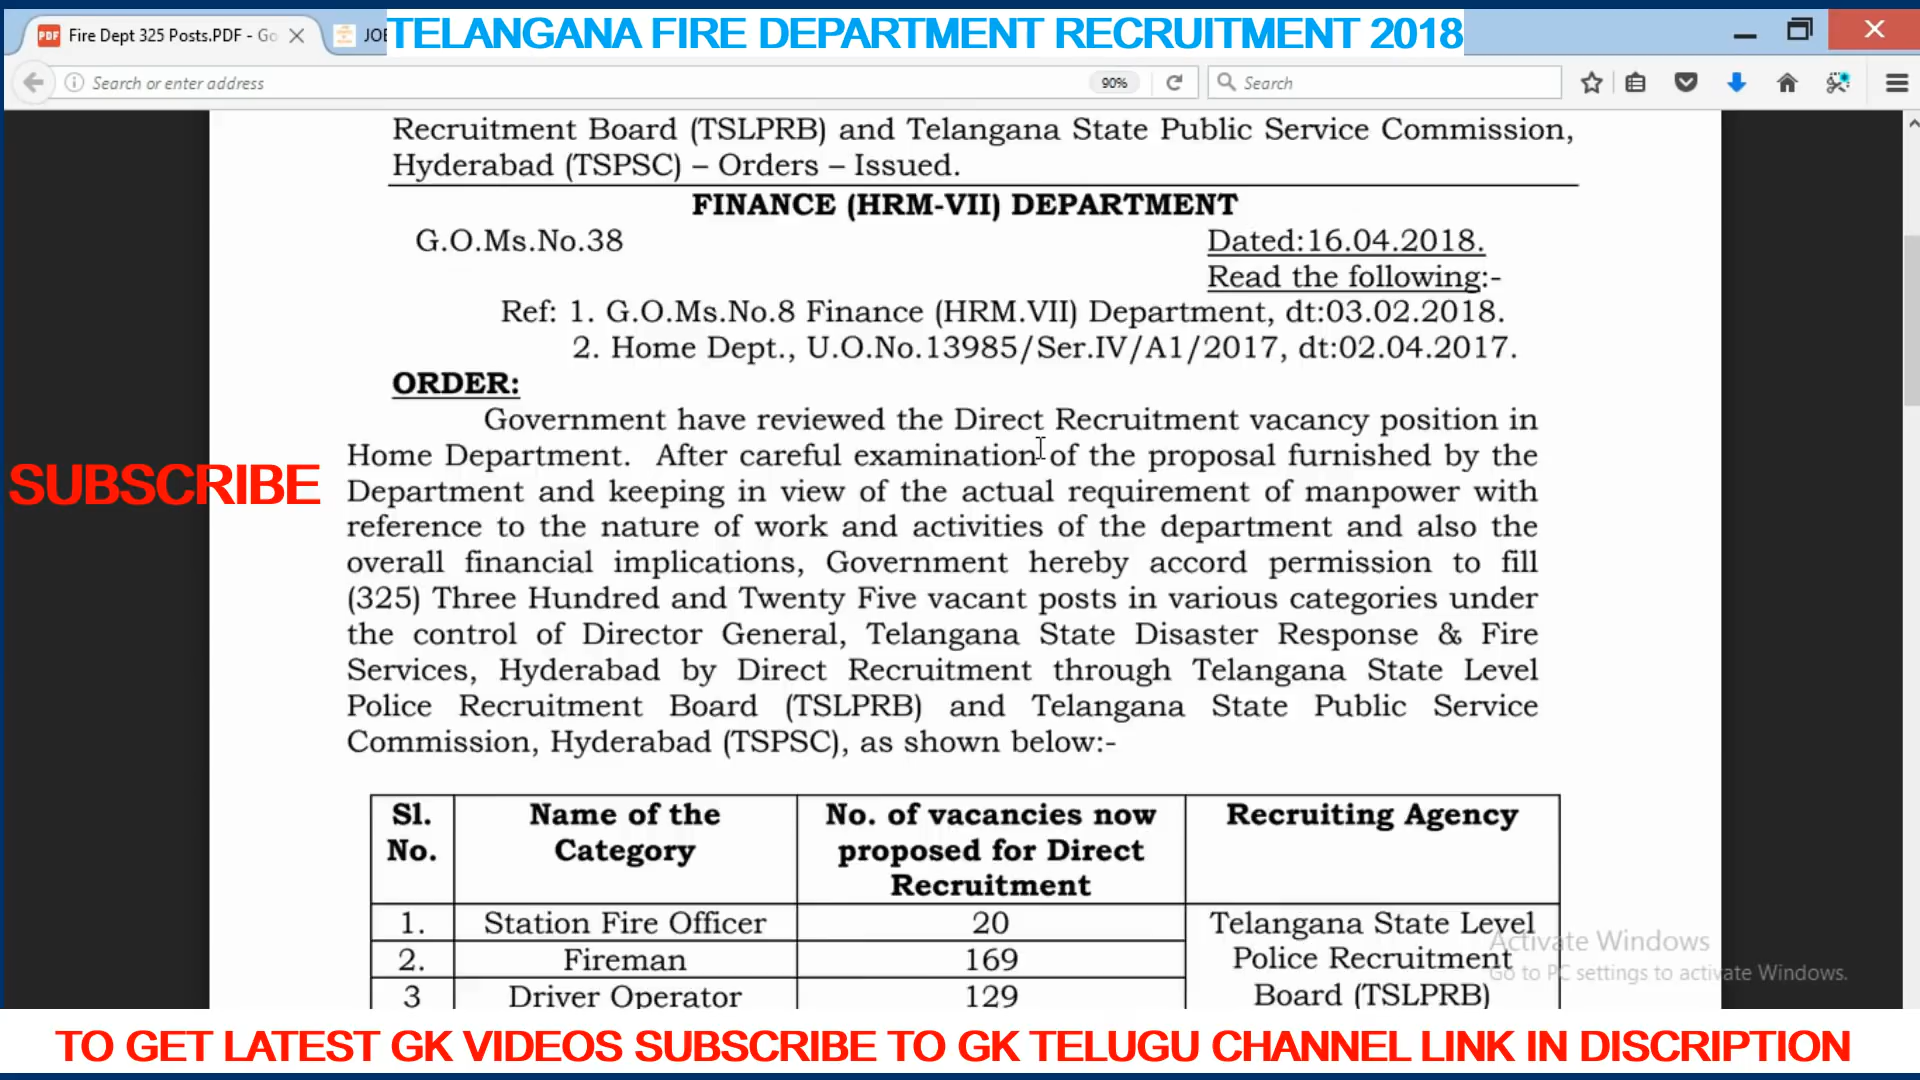 Fire Dept 325 Posts.PDF - Go
JOB
TELANGANA FIRE DEPARTMENT RECRUITMENT 2018
Search or enter address
90%
Search
Recruitment Board (TSLPRB) and Telangana State Public Service Commission,
Hyderabad (TSPSC) – Orders – Issued.
FINANCE (HRM-VII) DEPARTMENT
G.O.Ms.No.38 Dated:16.04.2018.
Read the following:-
Ref: 1. G.O.Ms.No.8 Finance (HRM.VII) Department, dt:03.02.2018.
2. Home Dept., U.O.No.13985/Ser.IV/A1/2017, dt:02.04.2017.
ORDER:
Government have reviewed the Direct Recruitment vacancy position in
Home Department. After careful examination of the proposal furnished by the
Department and keeping in view of the actual requirement of manpower with
reference to the nature of work and activities of the department and also the
overall financial implications, Government hereby accord permission to fill
(325) Three Hundred and Twenty Five vacant posts in various categories under
the control of Director General, Telangana State Disaster Response & Fire
Services, Hyderabad by Direct Recruitment through Telangana State Level
Police Recruitment Board (TSLPRB) and Telangana State Public Service
Commission, Hyderabad (TSPSC), as shown below:-
SUBSCRIBE
Sl. No. Name of the Category No. of vacancies now proposed for Direct Recruitment Recruiting Agency
1. Station Fire Officer 20 Telangana State Level
2. Fireman 169 Police Recruitment
3 Driver Operator 129 Board (TSLPRB)
Activate Windows
Go to PC settings to activate Windows.
TO GET LATEST GK VIDEOS SUBSCRIBE TO GK TELUGU CHANNEL LINK IN DISCRIPTION